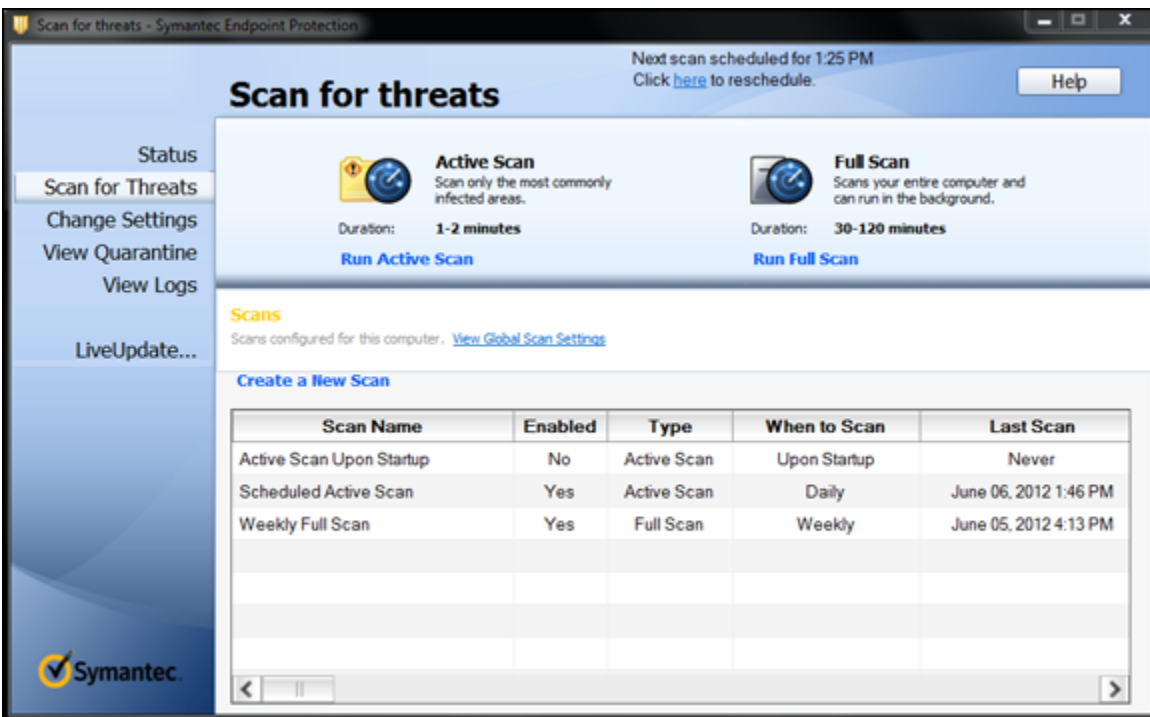 Scan for threats - Symantec Endpoint Protection
Next scan scheduled for 1:25 PM
Click here to reschedule.
Help
Scan for threats
Status
Scan for Threats
Change Settings
View Quarantine
View Logs
LiveUpdate...
Active Scan
Scan only the most commonly
infected areas.
Duration: 1-2 minutes
Run Active Scan
Full Scan
Scans your entire computer and
can run in the background.
Duration: 30-120 minutes
Run Full Scan
Scans
Scans configured for this computer. View Global Scan Settings
Create a New Scan
Scan Name Enabled Type When to Scan Last Scan
Active Scan Upon Startup No Active Scan Upon Startup Never
Scheduled Active Scan Yes Active Scan Daily June 06, 2012 1:46 PM
Weekly Full Scan Yes Full Scan Weekly June 05, 2012 4:13 PM
Symantec.